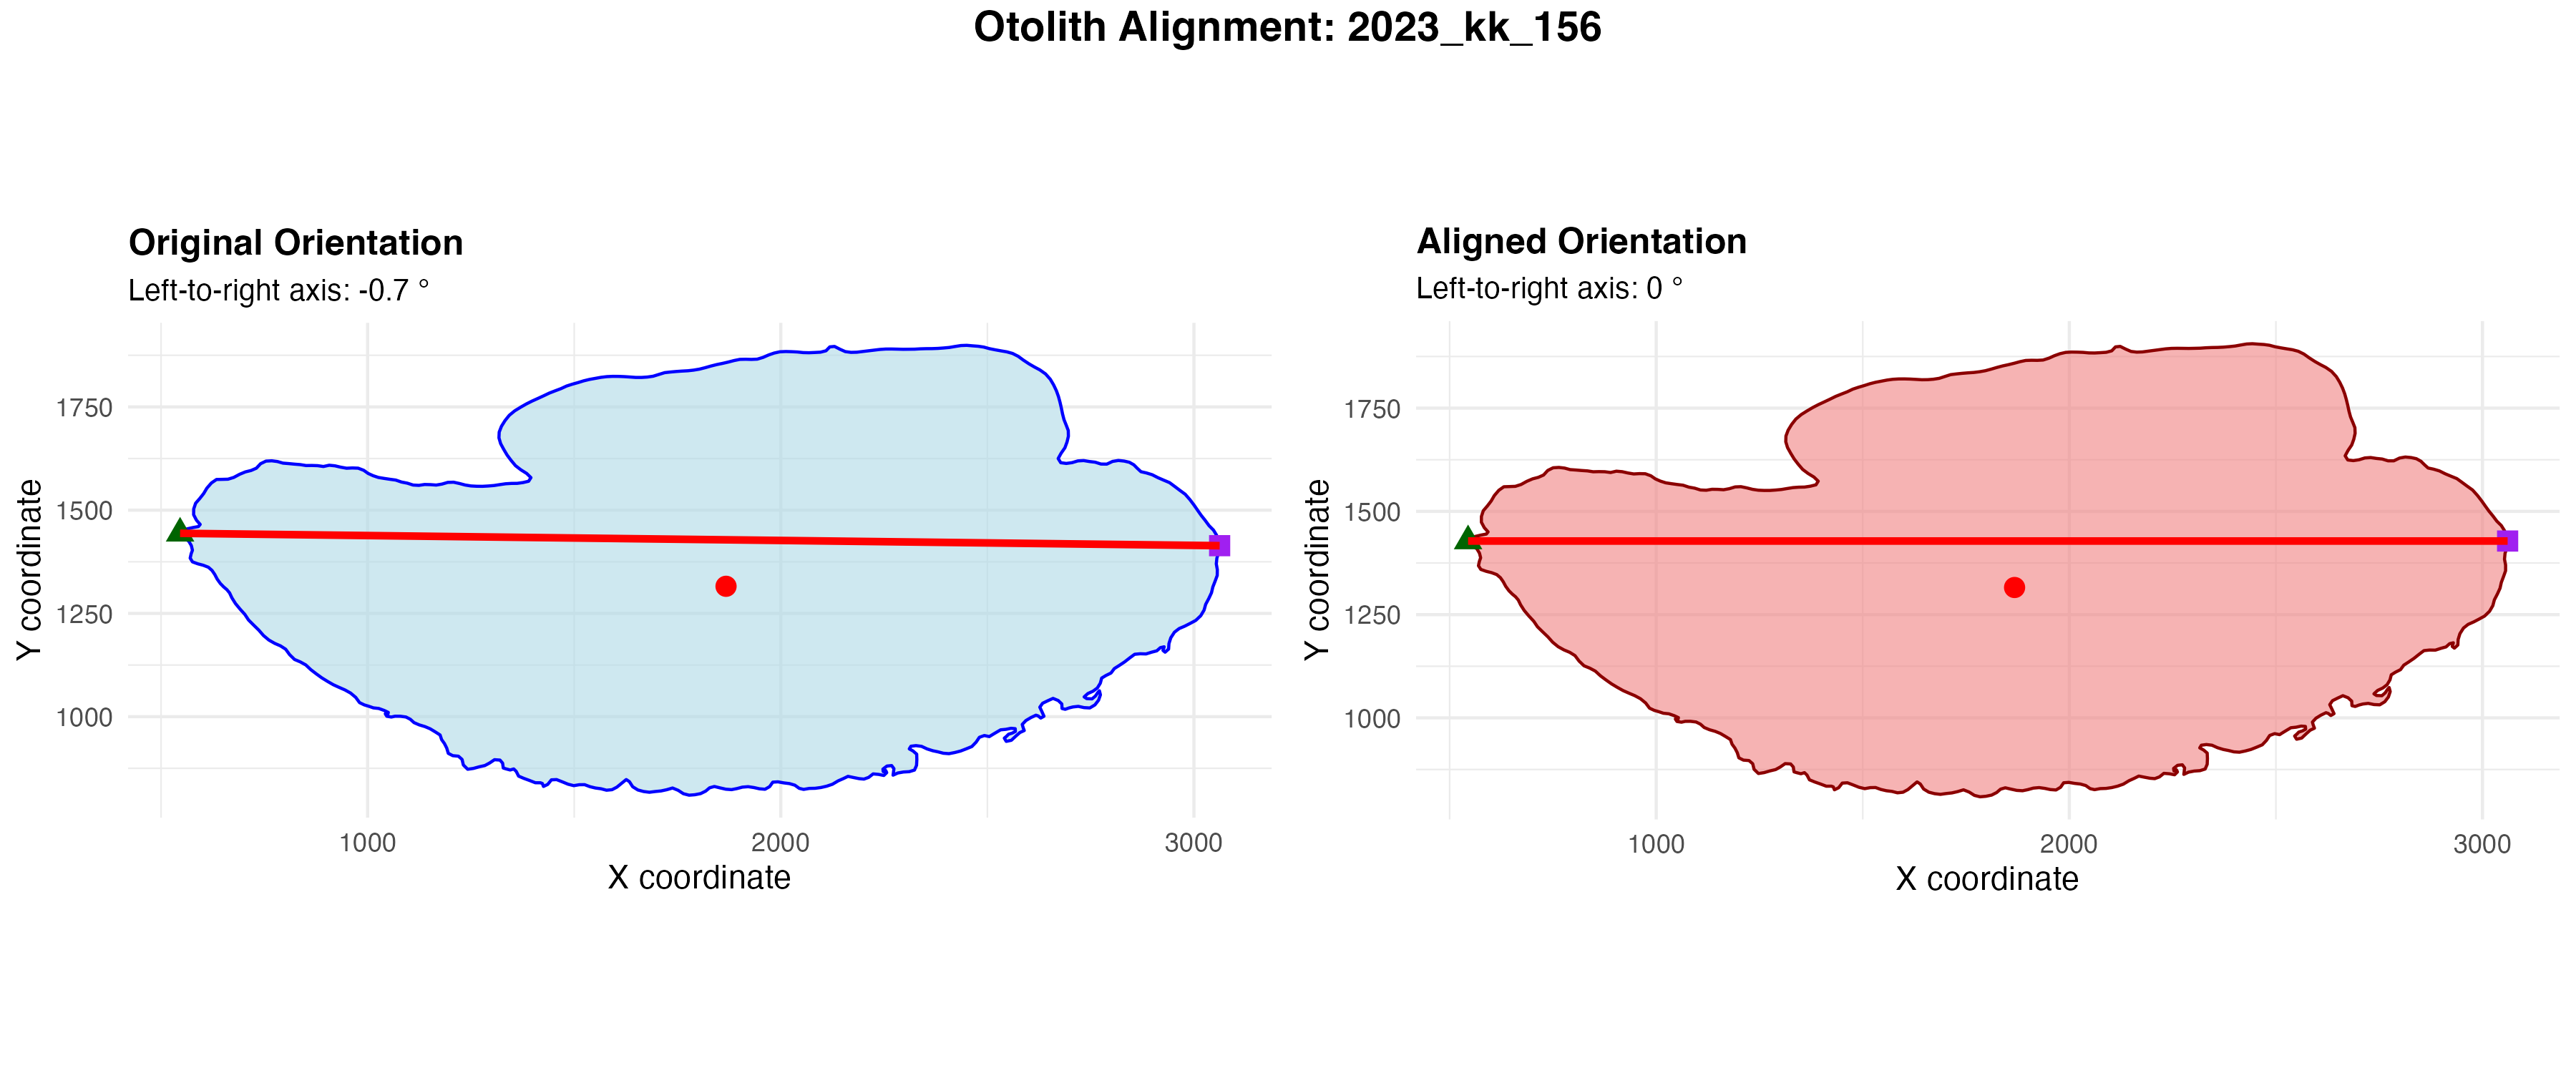 Otolith Alignment: 2023_kk_156
Original Orientation
Left-to-right axis: -0.7 °
Y coordinate
1750
1500
1250
1000
1000
2000
3000
X coordinate
Aligned Orientation
Left-to-right axis: 0 °
Y coordinate
1750
1500
1250
1000
1000
2000
3000
X coordinate